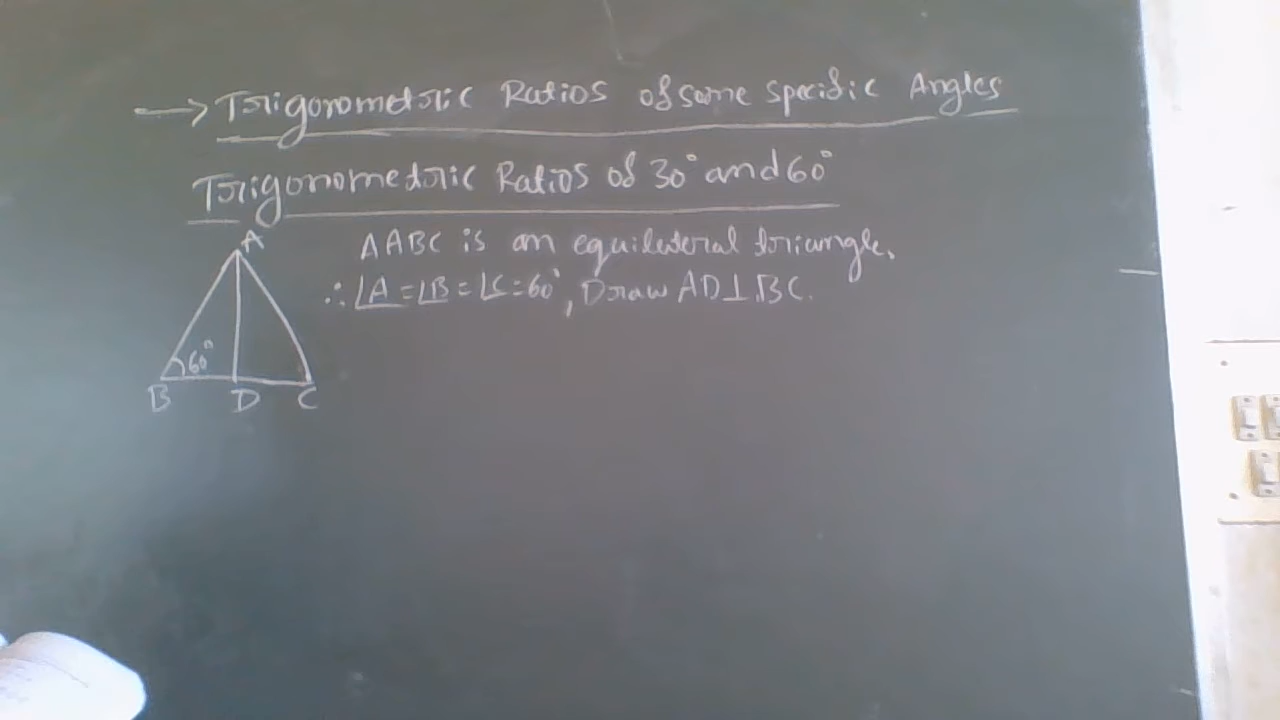 → Trigonometric Ratios of some specific Angles
Trigonometric Ratios of 30° and 60°
A
ΔABC is an equilateral triangle.
∴ ∠A = ∠B = ∠C = 60°, Draw AD⊥BC.
60°
B D C